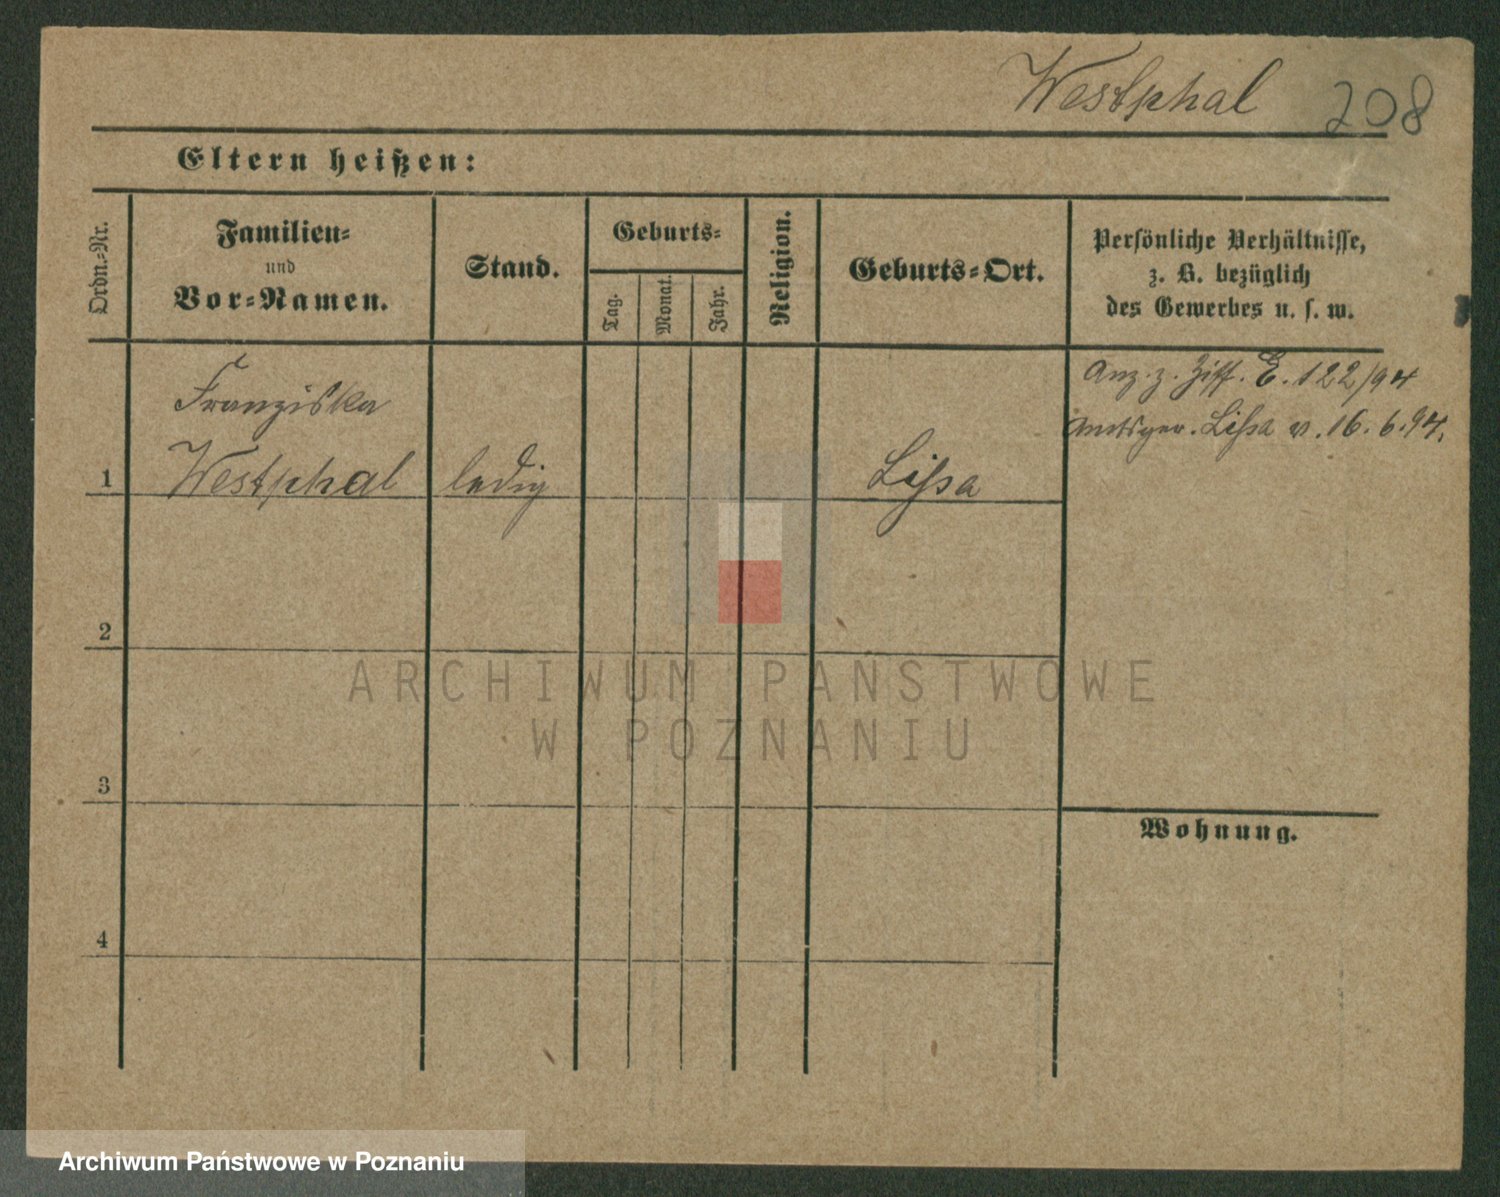 Westphal 208
Eltern heißen:
Ordn.-Nr.
Familien-
und
Vor-Namen.
Stand.
Geburts-
Tag.
Monat.
Jahr.
Religion.
Geburts-Ort.
Persönliche Verhältnisse,
z. B. bezüglich
des Gewerbes u. s. w.
Franziska
1 Westphal ledig Lissa
Anz. z. Ziff. E. 122/94
Amtsger. Lissa v. 16.6.94.
2
3
4
Wohnung.
ARCHIWUM PAŃSTWOWE
W POZNANIU
Archiwum Państwowe w Poznaniu